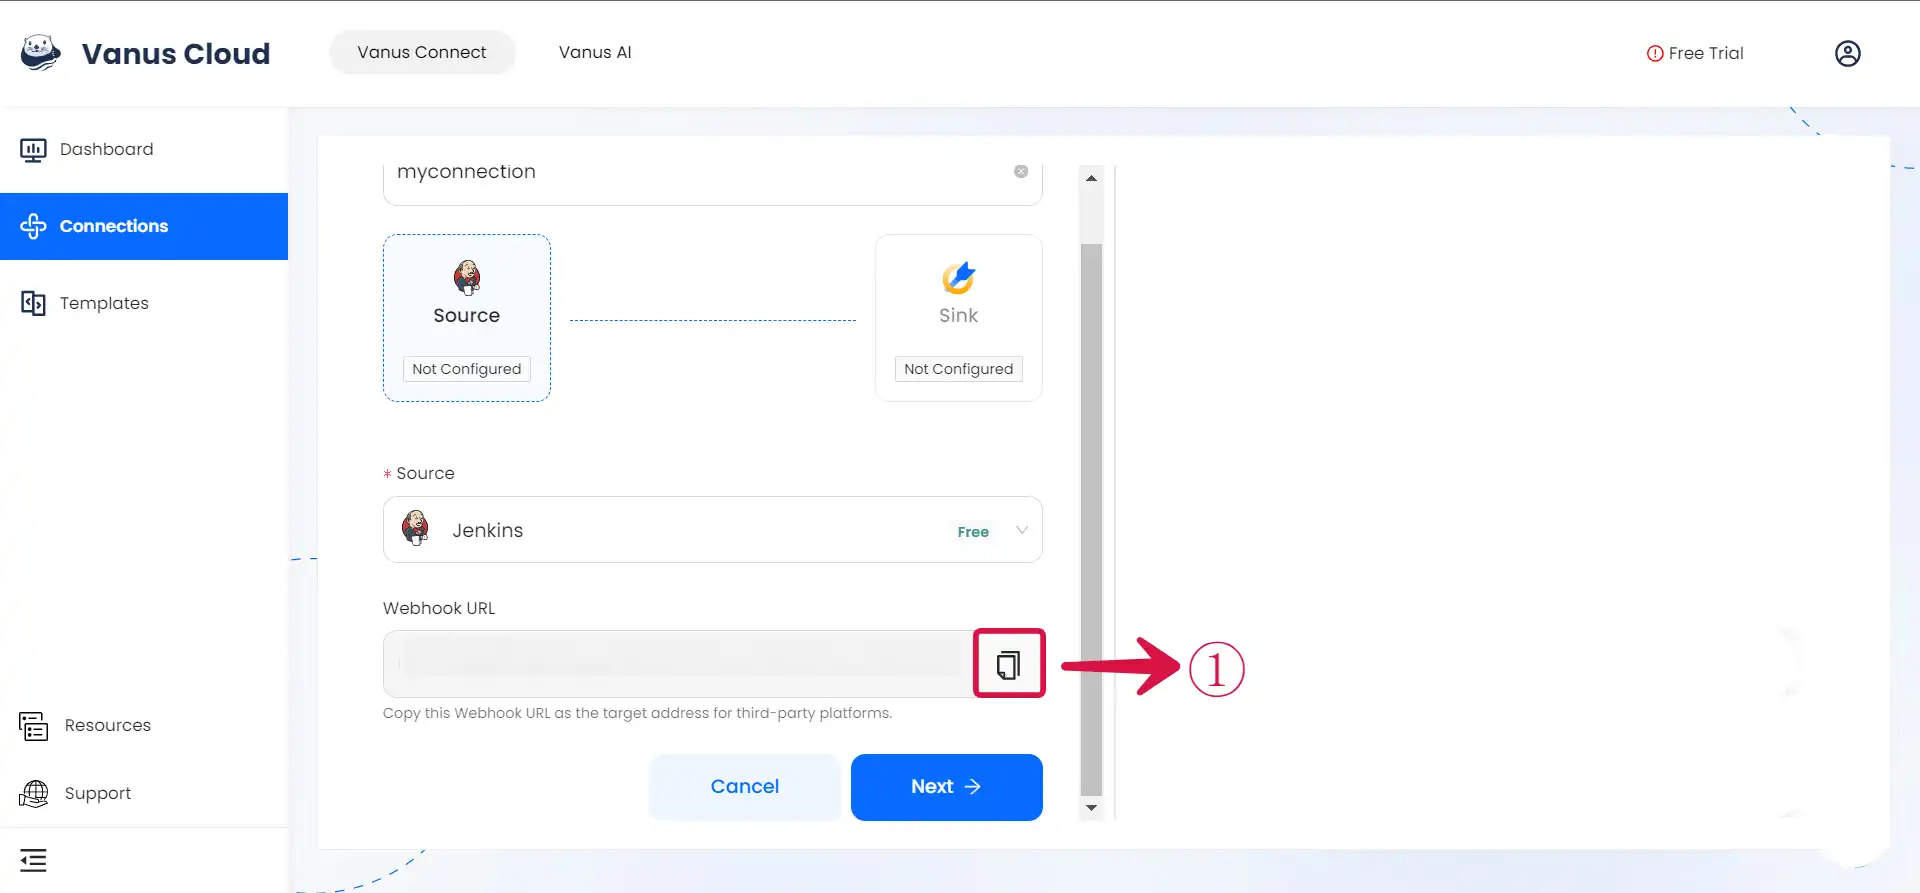 Vanus Cloud
Vanus Connect
Vanus AI
Free Trial
Dashboard
Connections
Templates
Resources
Support
myconnection
Source
Not Configured
Sink
Not Configured
* Source
Jenkins
Free
Webhook URL
①
Copy this Webhook URL as the target address for third-party platforms.
Cancel
Next →